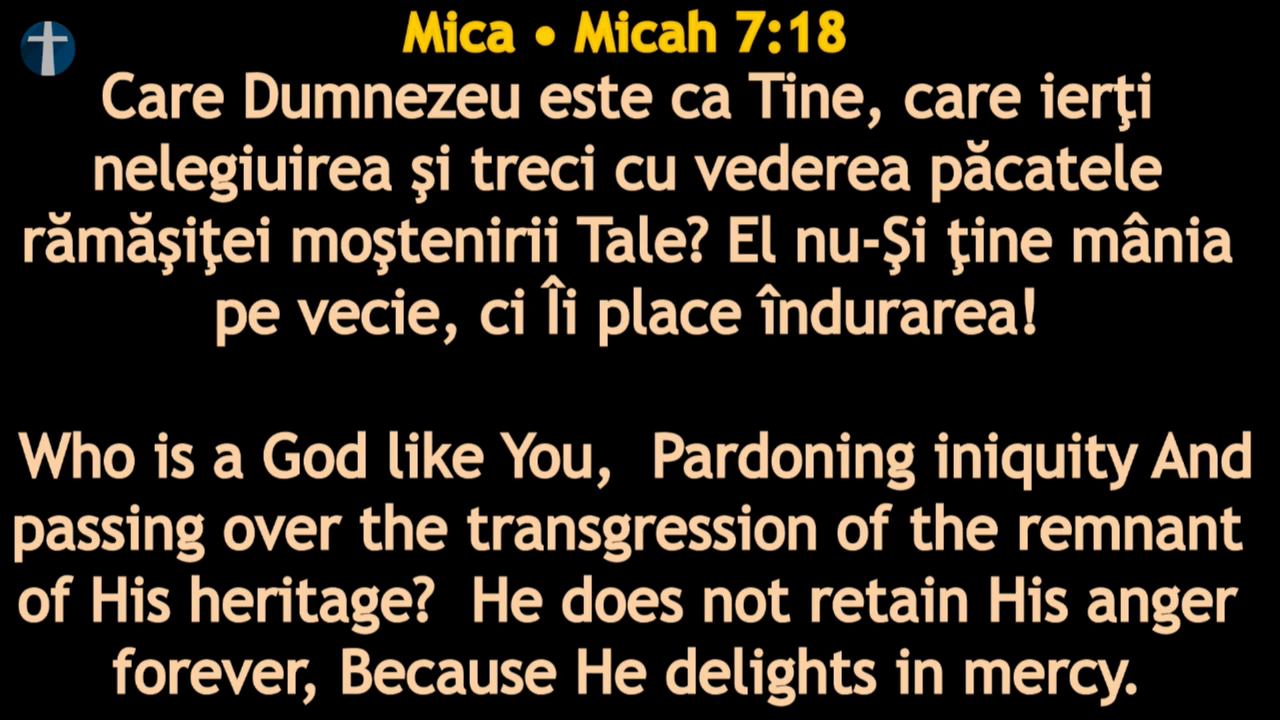 Mica • Micah 7:18
Care Dumnezeu este ca Tine, care ierţi
nelegiuirea şi treci cu vederea păcatele
rămăşiţei moştenirii Tale? El nu-Şi ţine mânia
pe vecie, ci Îi place îndurarea!
Who is a God like You,  Pardoning iniquity And
passing over the transgression of the remnant
of His heritage?  He does not retain His anger
forever, Because He delights in mercy.